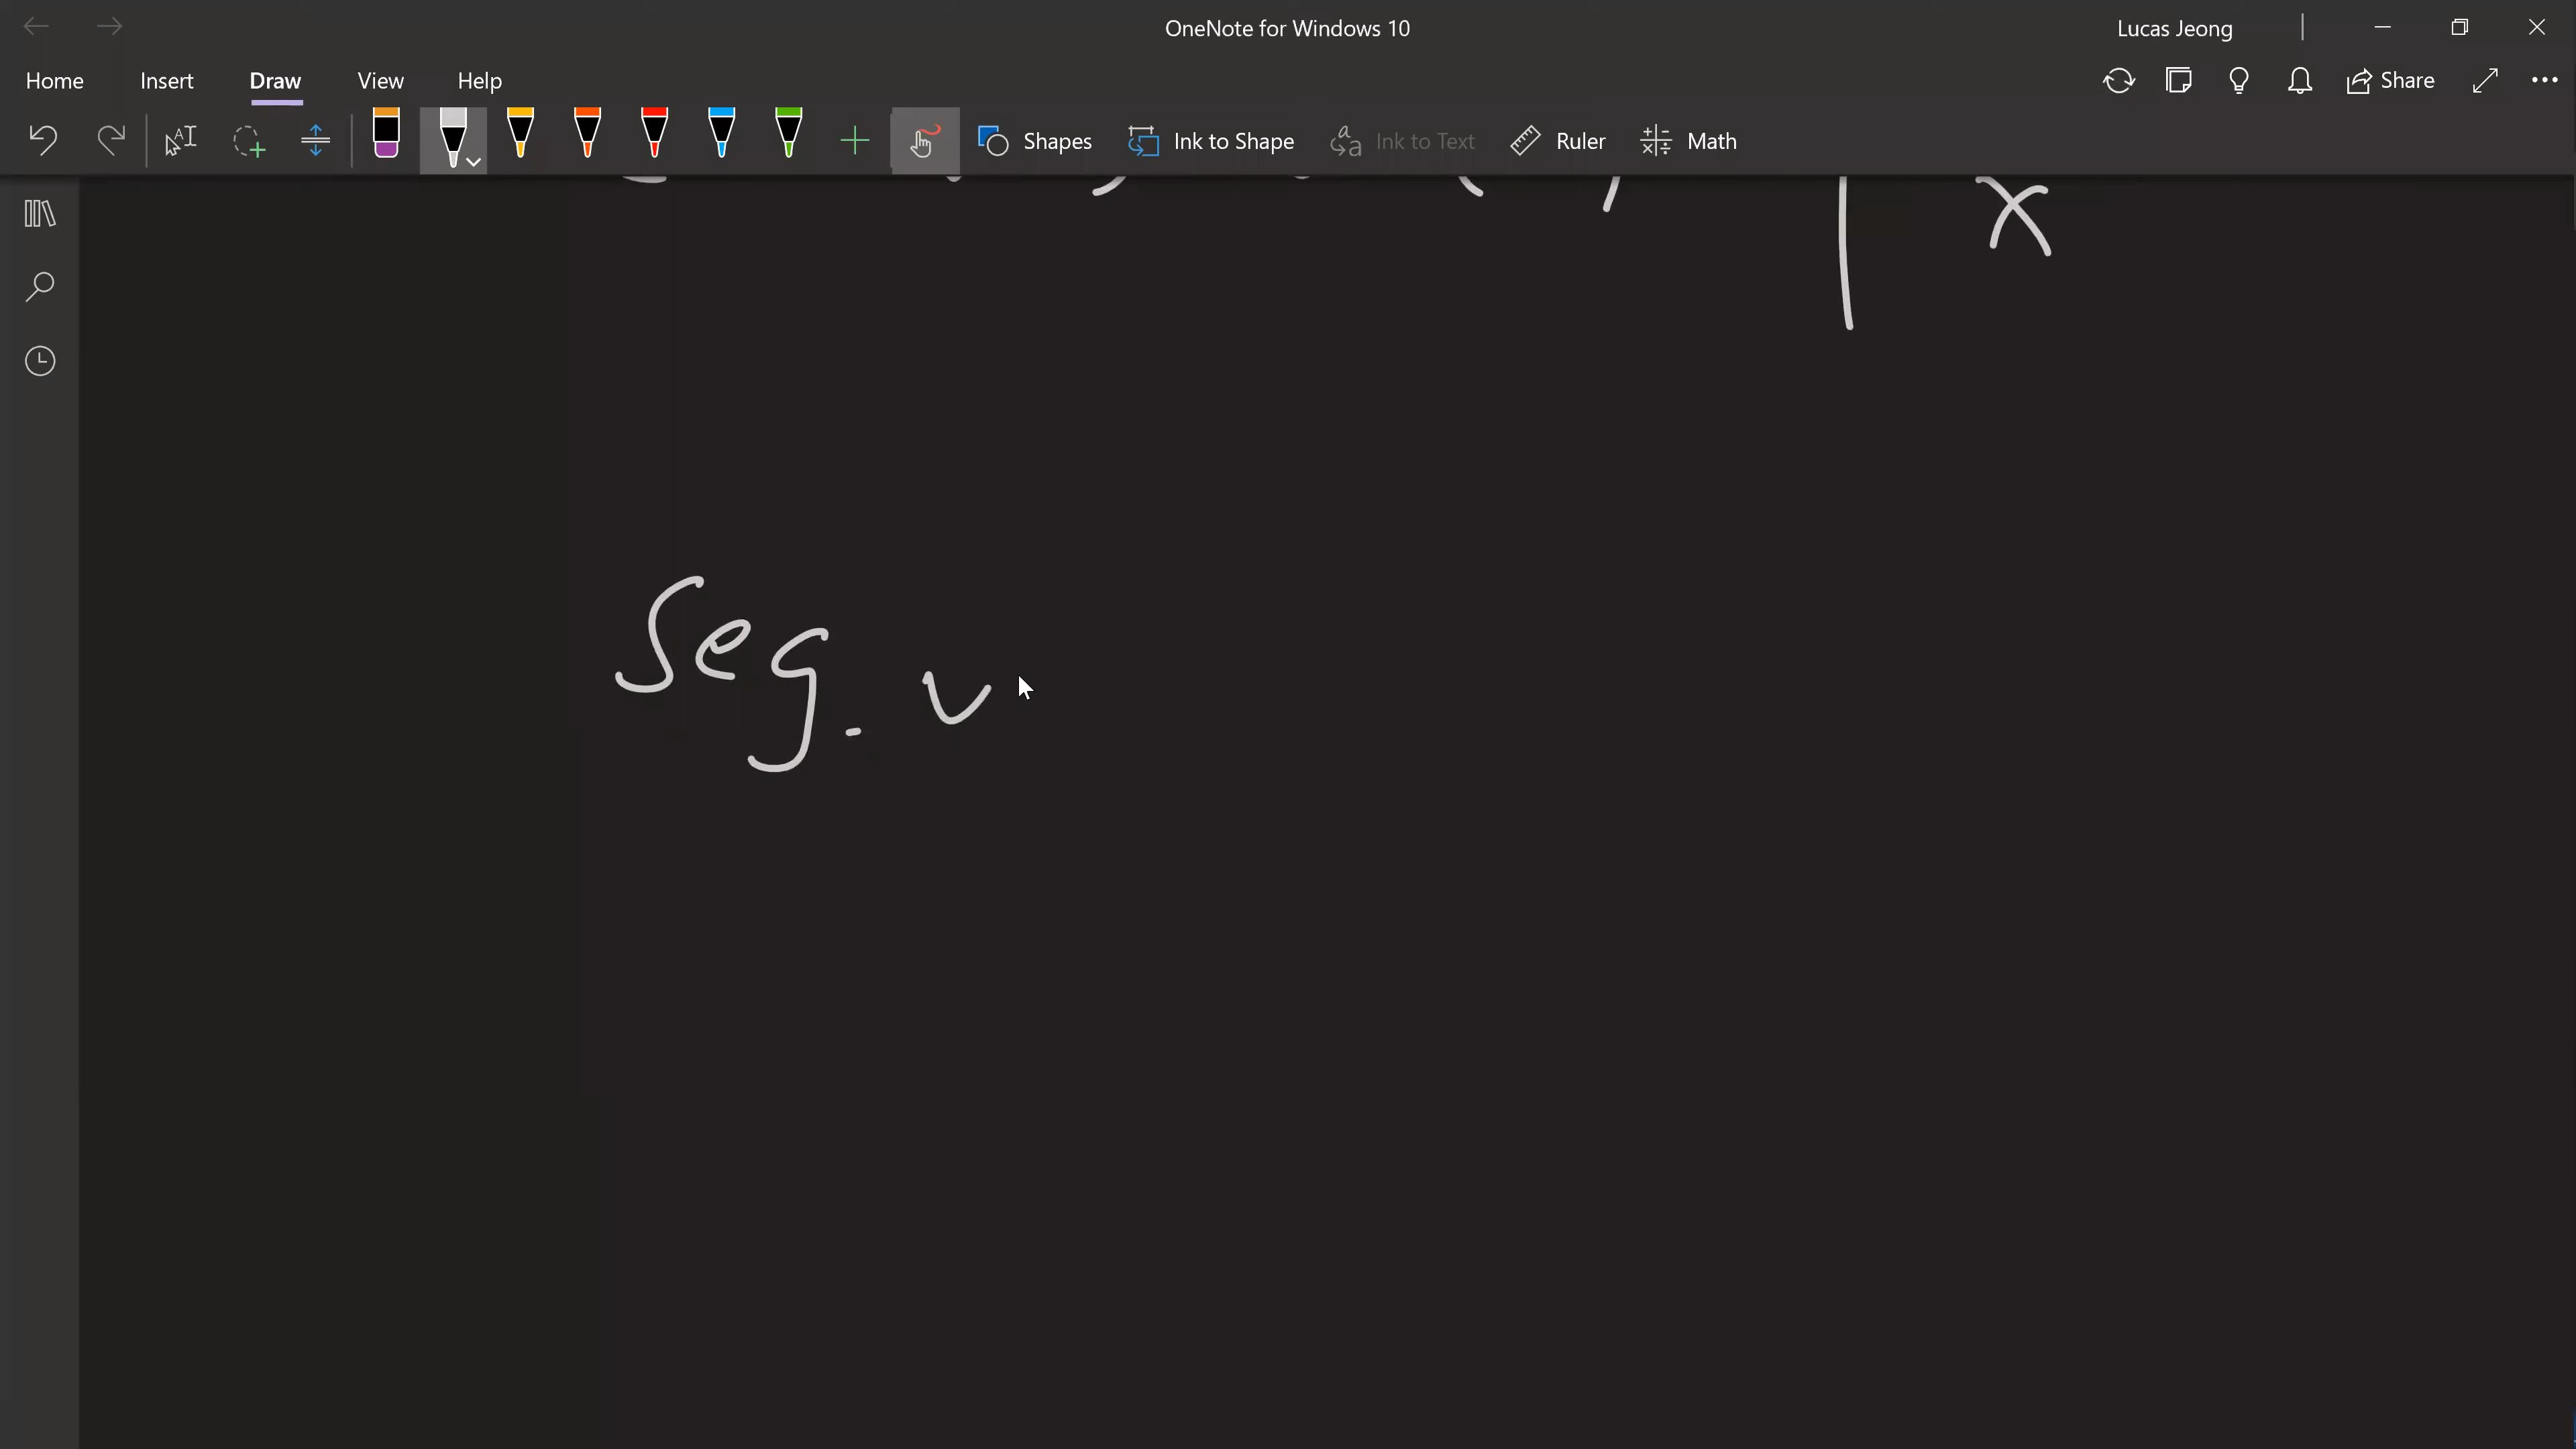 OneNote for Windows 10
Lucas Jeong
Home Insert Draw View Help
Share
Shapes Ink to Shape Ink to Text Ruler Math
x
Seg. v